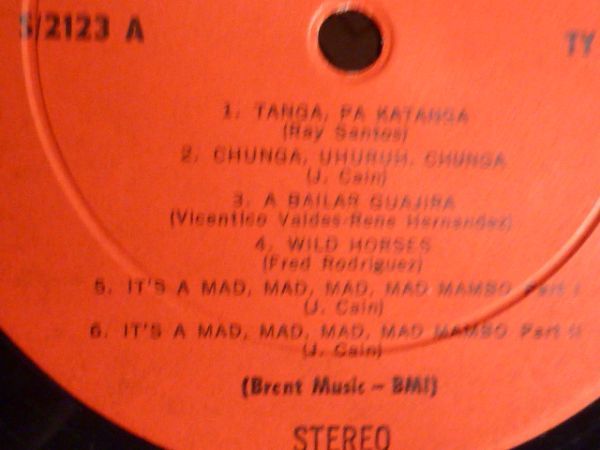 S/2123 A TY
1. TANGA, PA KATANGA
(Ray Santos)
2. CHUNGA, UHURUH, CHUNGA
(J. Cain)
3. A BAILAR GUAJIRA
(Vicentico Valdes-Rene Hernandez)
4. WILD HORSES
(Fred Rodriguez)
5. IT'S A MAD, MAD, MAD, MAD MAMBO Part I
(J. Cain)
6. IT'S A MAD, MAD, MAD, MAD MAMBO Part II
(J. Cain)
(Brent Music – BMI)
STEREO